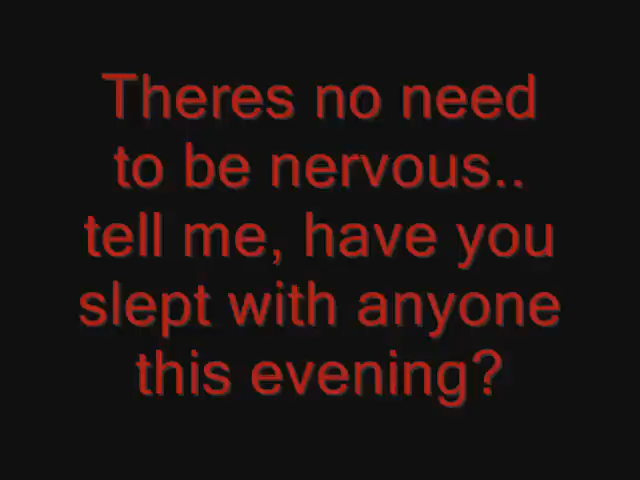 Theres no need
to be nervous..
tell me, have you
slept with anyone
this evening?